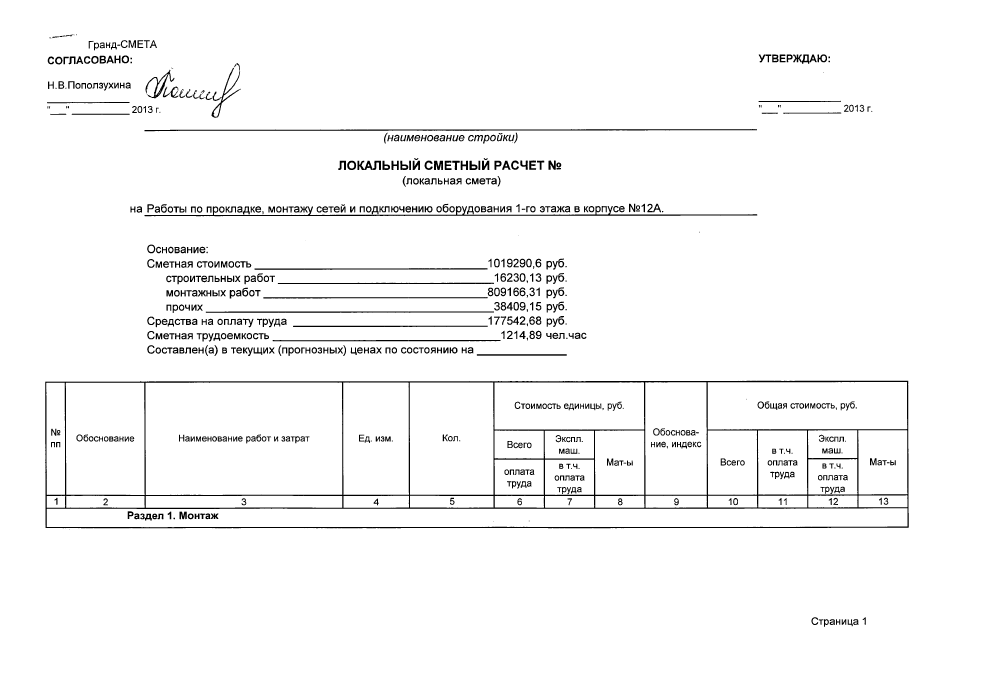 Гранд-СМЕТА
СОГЛАСОВАНО: УТВЕРЖДАЮ:
Н.В.Поползухина
"___" ___________ 2013 г. "___" ___________ 2013 г.
(наименование стройки)
ЛОКАЛЬНЫЙ СМЕТНЫЙ РАСЧЕТ №
(локальная смета)
на Работы по прокладке, монтажу сетей и подключению оборудования 1-го этажа в корпусе №12А.
Основание:
Сметная стоимость 1019290,6 руб.
строительных работ 16230,13 руб.
монтажных работ 809166,31 руб.
прочих 38409,15 руб.
Средства на оплату труда 177542,68 руб.
Сметная трудоемкость 1214,89 чел.час
Составлен(а) в текущих (прогнозных) ценах по состоянию на
№ пп Обоснование Наименование работ и затрат Ед. изм. Кол. Стоимость единицы, руб. Обоснова-ние, индекс Общая стоимость, руб.
Всего Экспл. маш. Мат-ы Всего в т.ч. оплата труда Экспл. маш. Мат-ы
оплата труда в т.ч. оплата труда в т.ч. оплата труда
1 2 3 4 5 6 7 8 9 10 11 12 13
Раздел 1. Монтаж
Страница 1